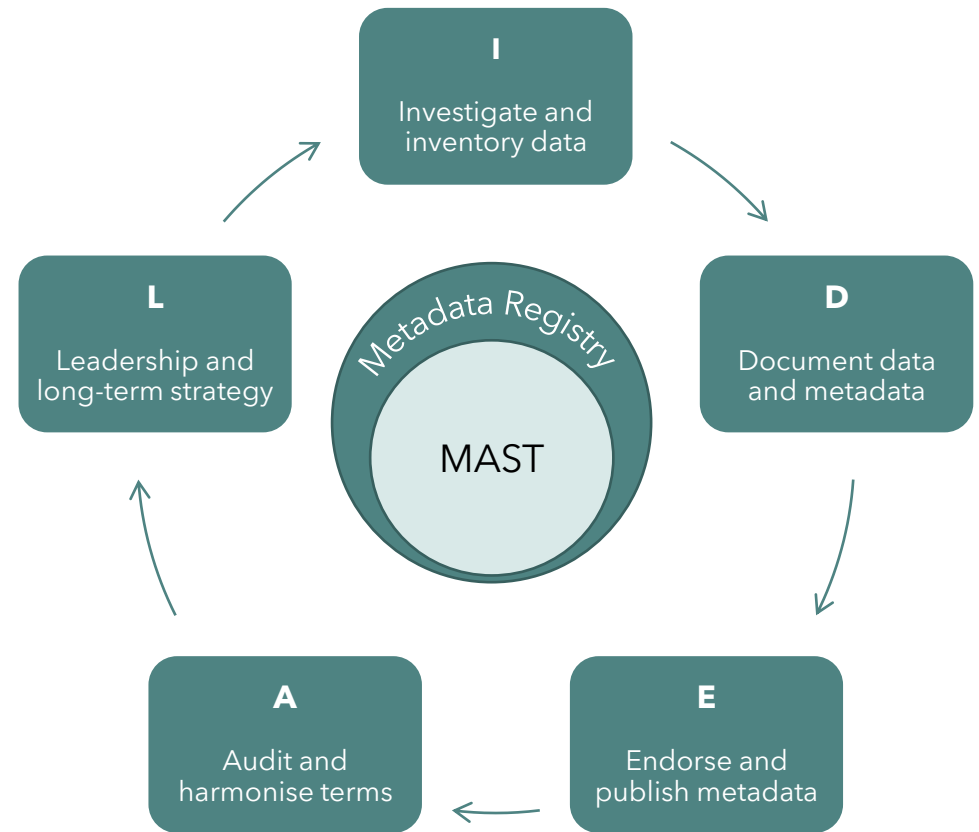 I
Investigate and
inventory data
D
Document data
and metadata
E
Endorse and
publish metadata
A
Audit and
harmonise terms
L
Leadership and
long-term strategy
Metadata Registry
MAST